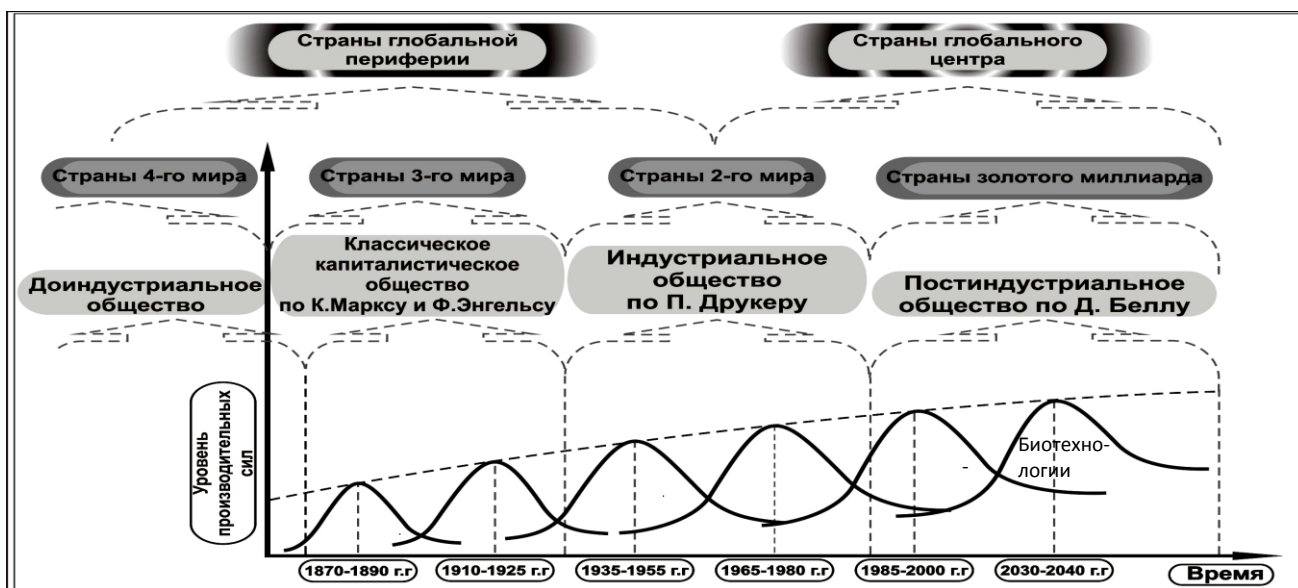 Страны глобальной
периферии
Страны глобального
центра
Страны 4-го мира
Страны 3-го мира
Страны 2-го мира
Страны золотого миллиарда
Доиндустриальное
общество
Классическое
капиталистическое
общество
по К.Марксу и Ф.Энгельсу
Индустриальное
общество
по П. Друкеру
Постиндустриальное
общество по Д. Беллу
Уровень
производительных
сил
Биотехно-
логии
-
1870-1890 г.г
1910-1925 г.г
1935-1955 г.г
1965-1980 г.г
1985-2000 г.г
2030-2040 г.г
Время